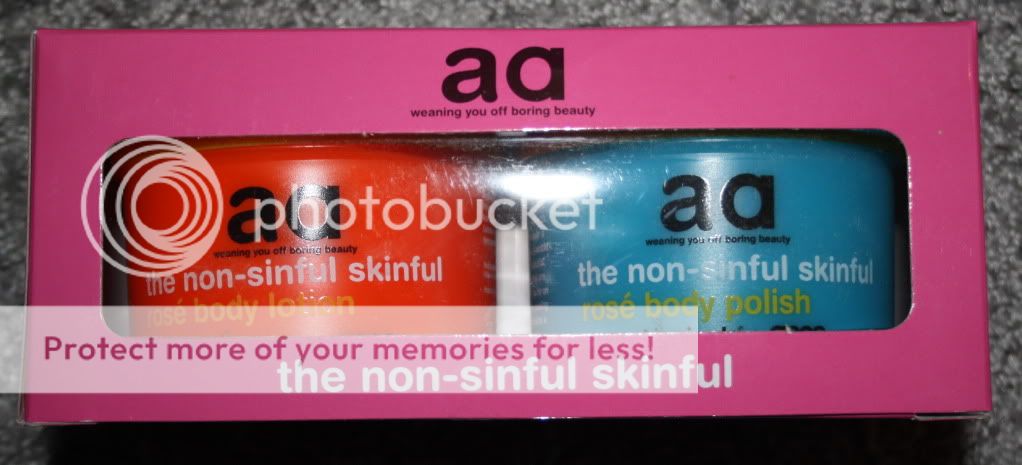 aa
weaning you off boring beauty
aa
weaning you off boring beauty
the non-sinful skinful
rosé body lotion
aa
weaning you off boring beauty
the non-sinful skinful
rosé body polish
photobucket
Protect more of your memories for less!
the non-sinful skinful